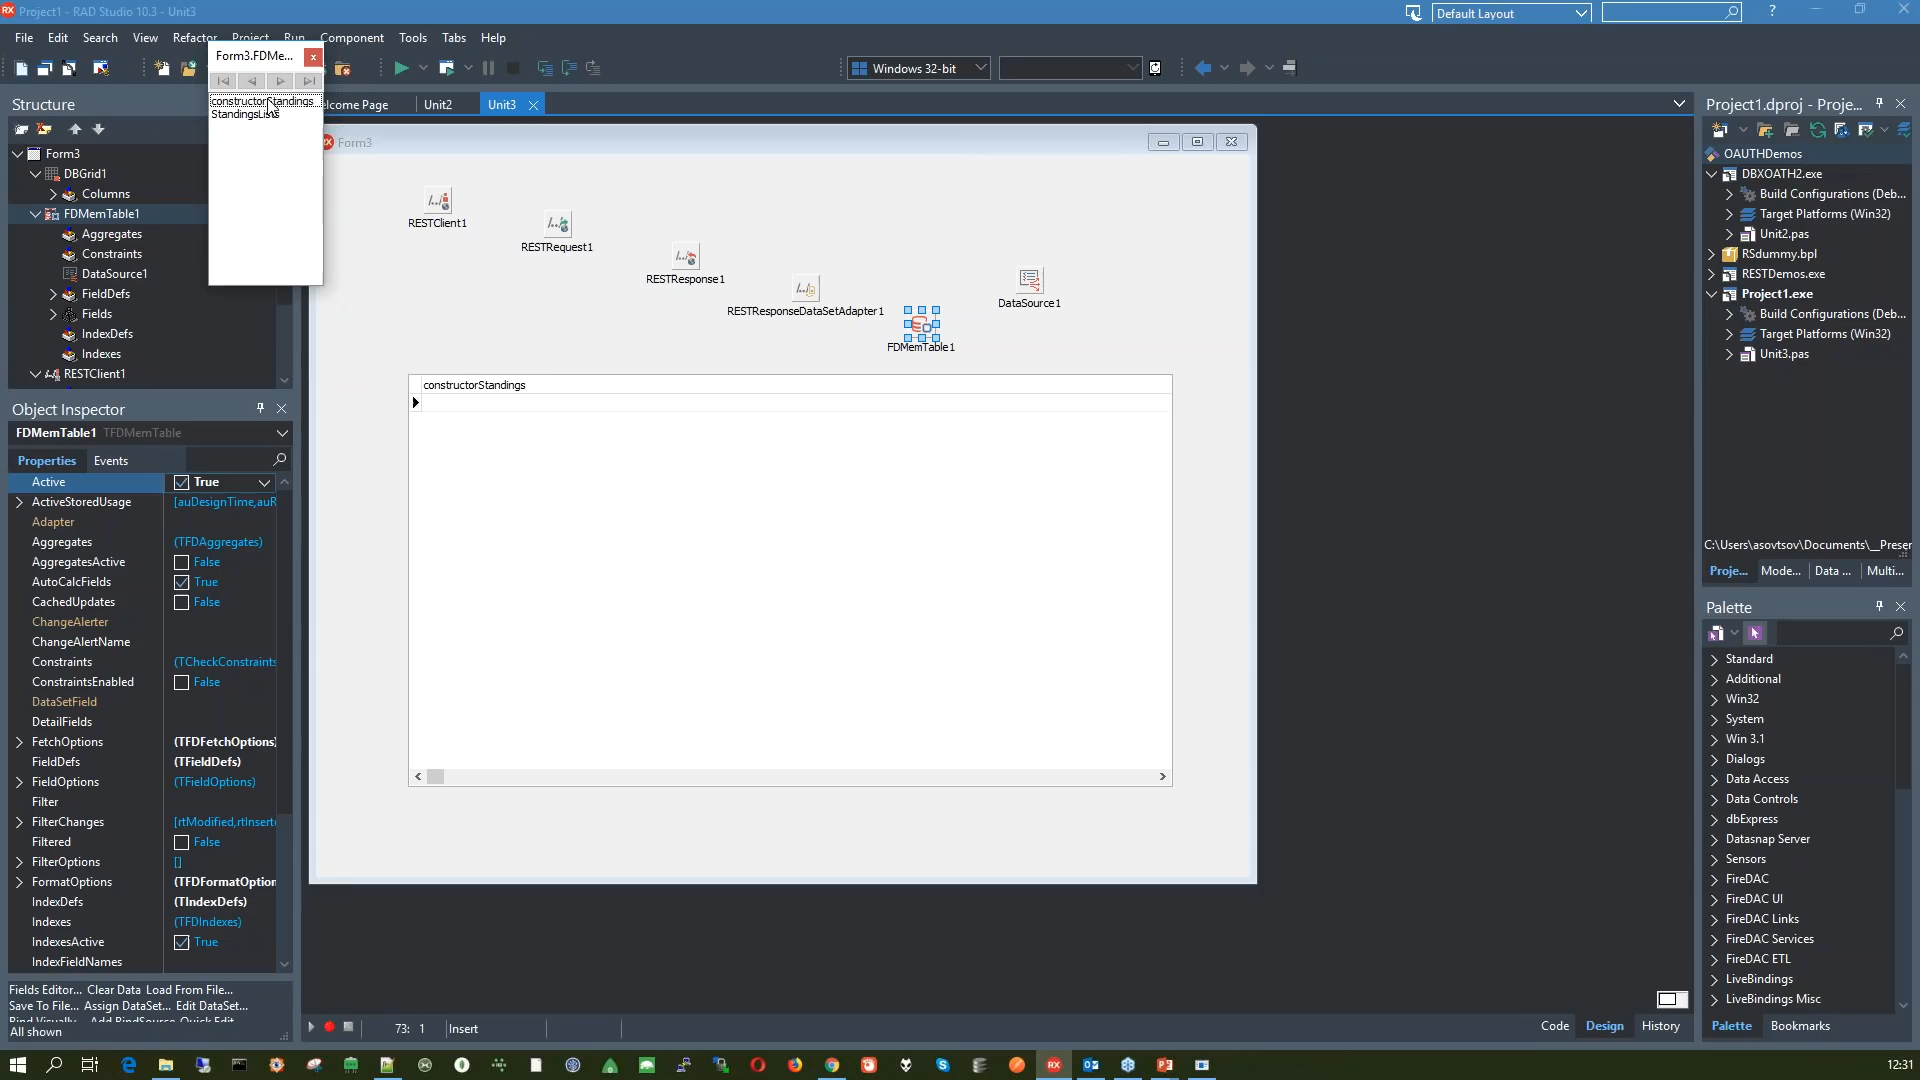 Project1 - RAD Studio 10.3 - Unit3
Default Layout
?
File Edit Search View Refactor Project Run Component Tools Tabs Help
Form3.FDMe...
Windows 32-bit
constructorStandings
StandingsLists
Structure
Form3
DBGrid1
Columns
FDMemTable1
Aggregates
Constraints
DataSource1
FieldDefs
Fields
IndexDefs
Indexes
RESTClient1
Object Inspector
FDMemTable1 TFDMemTable
Properties Events
Active True
ActiveStoredUsage [auDesignTime,auR
Adapter
Aggregates (TFDAggregates)
AggregatesActive False
AutoCalcFields True
CachedUpdates False
ChangeAlerter
ChangeAlertName
Constraints (TCheckConstraints
ConstraintsEnabled False
DataSetField
DetailFields
FetchOptions (TFDFetchOptions)
FieldDefs (TFieldDefs)
FieldOptions (TFieldOptions)
Filter
FilterChanges [rtModified,rtInserte
Filtered False
FilterOptions []
FormatOptions (TFDFormatOption
IndexDefs (TIndexDefs)
Indexes (TFDIndexes)
IndexesActive True
IndexFieldNames
Fields Editor... Clear Data Load From File...
Save To File... Assign DataSet... Edit DataSet...
Bind Visually... Add BindSource Quick Edit...
All shown
elcome Page Unit2 Unit3
Form3
RESTClient1
RESTRequest1
RESTResponse1
RESTResponseDataSetAdapter1
FDMemTable1
DataSource1
constructorStandings
73: 1 Insert
Code Design History
Project1.dproj - Proje...
OAUTHDemos
DBXOATH2.exe
Build Configurations (Deb...
Target Platforms (Win32)
Unit2.pas
RSdummy.bpl
RESTDemos.exe
Project1.exe
Build Configurations (Deb...
Target Platforms (Win32)
Unit3.pas
C:\Users\asovtsov\Documents\__Preser
Proje... Mode... Data ... Multi...
Palette
Standard
Additional
Win32
System
Win 3.1
Dialogs
Data Access
Data Controls
dbExpress
Datasnap Server
Sensors
FireDAC
FireDAC UI
FireDAC Links
FireDAC Services
FireDAC ETL
LiveBindings
LiveBindings Misc
Palette Bookmarks
12:31